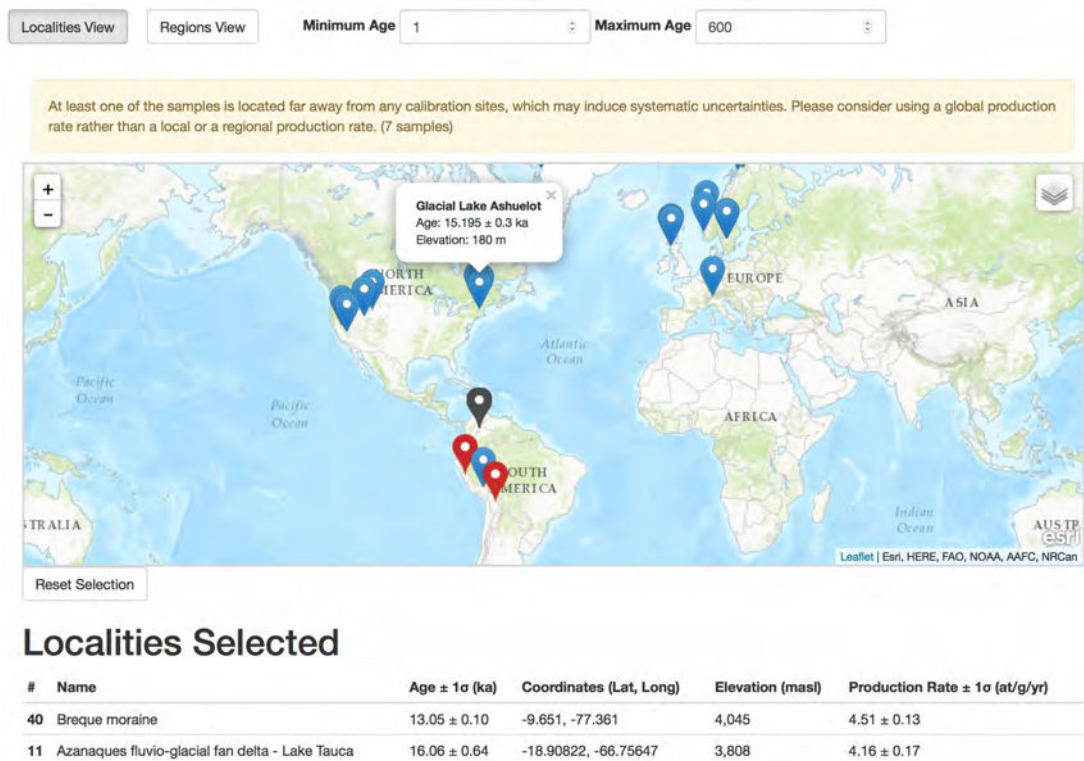 Localities View Regions View Minimum Age 1 Maximum Age 600
At least one of the samples is located far away from any calibration sites, which may induce systematic uncertainties. Please consider using a global production
rate rather than a local or a regional production rate. (7 samples)
+
-
Glacial Lake Ashuelot ×
Age: 15.195 ± 0.3 ka
Elevation: 180 m
ORTH
MERICA
EUROPE
ASIA
Atlantic
Ocean
Pacific
Ocean
Pacific
Ocean
AFRICA
OUTH
MERICA
Indian
Ocean
TRALIA
AUSTR
esri
Leaflet | Esri, HERE, FAO, NOAA, AAFC, NRCan
Reset Selection
Localities Selected
# Name Age ± 1σ (ka) Coordinates (Lat, Long) Elevation (masl) Production Rate ± 1σ (at/g/yr)
40 Breque moraine 13.05 ± 0.10 -9.651, -77.361 4,045 4.51 ± 0.13
11 Azanaques fluvio-glacial fan delta - Lake Tauca 16.06 ± 0.64 -18.90822, -66.75647 3,808 4.16 ± 0.17